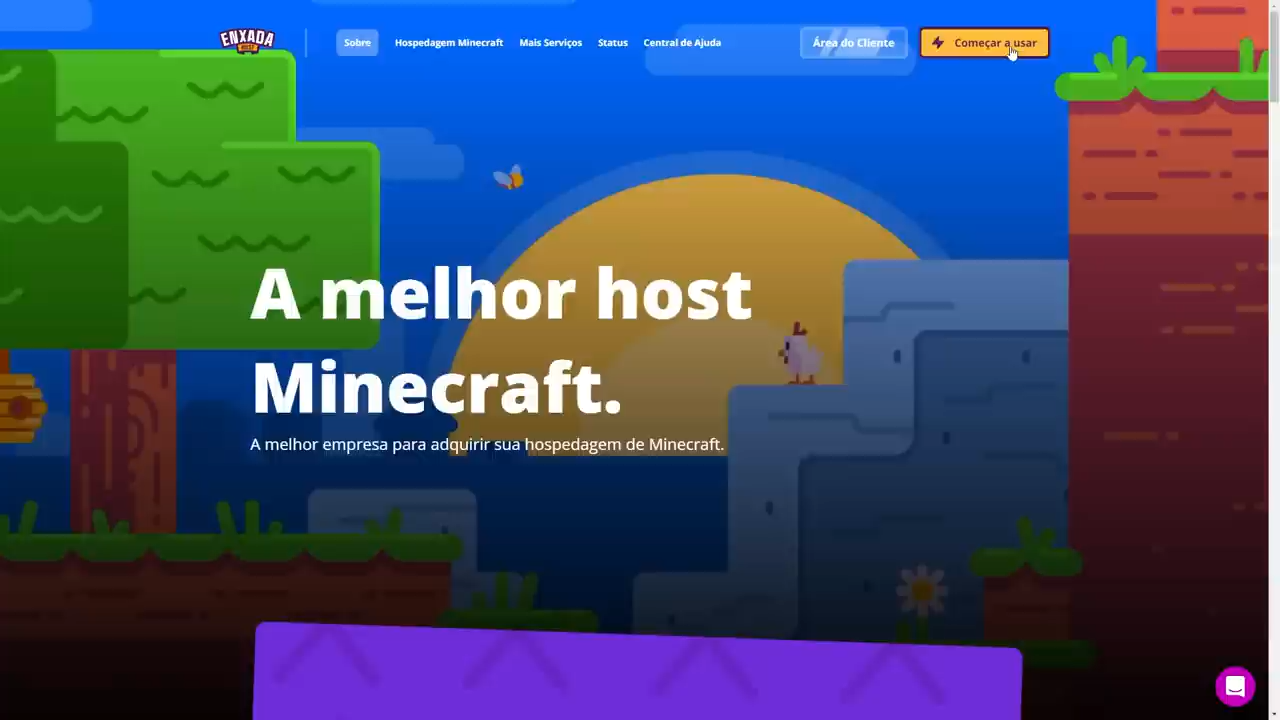 ENXADA
HOST
Sobre
Hospedagem Minecraft
Mais Serviços
Status
Central de Ajuda
Área do Cliente
Começar a usar
A melhor host
Minecraft.
A melhor empresa para adquirir sua hospedagem de Minecraft.